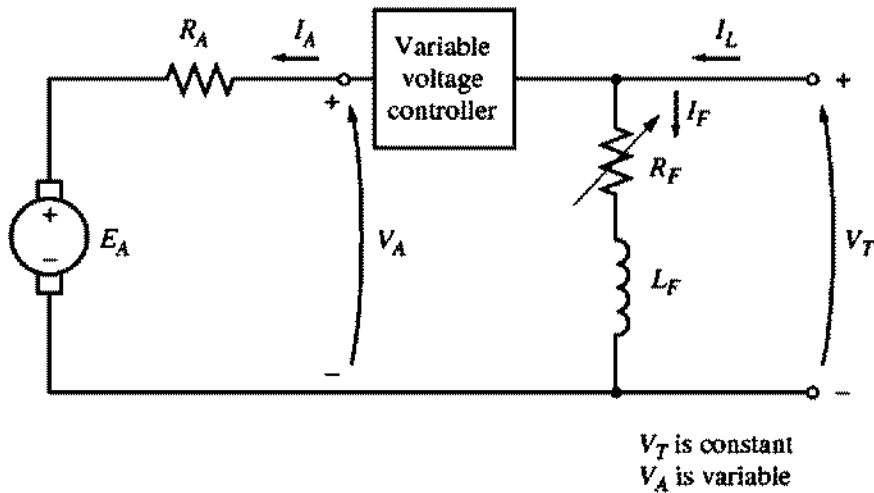 R_A
I_A
Variable
voltage
controller
I_L
+
+
I_F
R_F
+
−
E_A
V_A
V_T
L_F
−
−
V_T is constant
V_A is variable